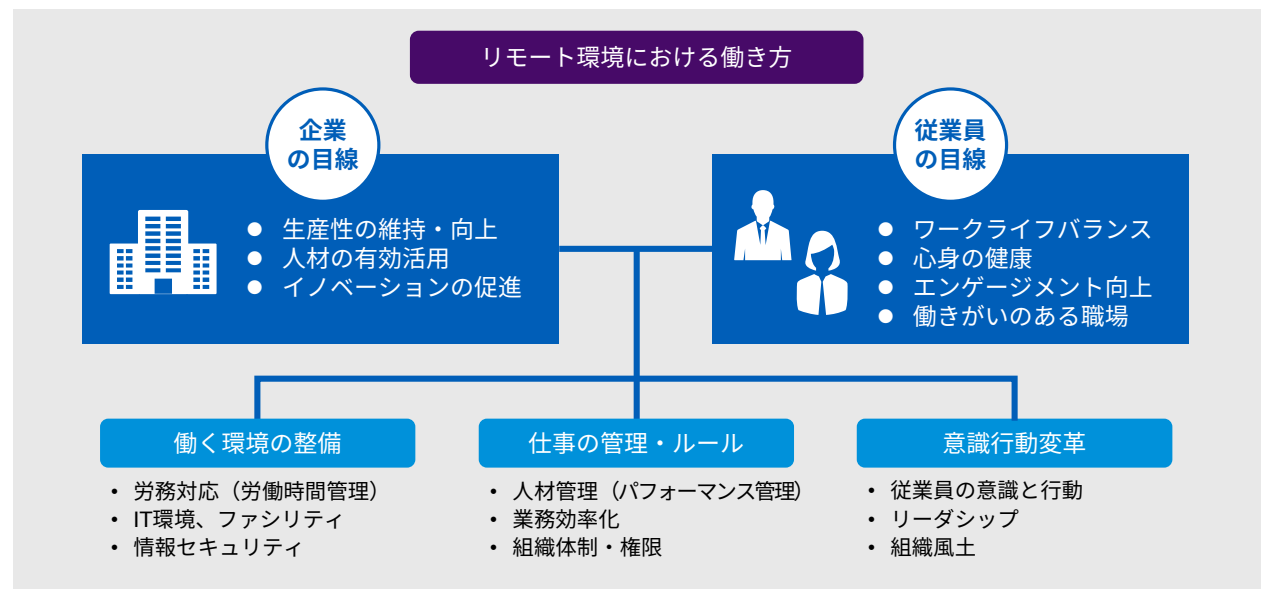 リモート環境における働き方
企業
の目線
● 生産性の維持・向上
● 人材の有効活用
● イノベーションの促進
従業員
の目線
● ワークライフバランス
● 心身の健康
● エンゲージメント向上
● 働きがいのある職場
働く環境の整備
• 労務対応（労働時間管理）
• IT環境、ファシリティ
• 情報セキュリティ
仕事の管理・ルール
• 人材管理（パフォーマンス管理）
• 業務効率化
• 組織体制・権限
意識行動変革
• 従業員の意識と行動
• リーダシップ
• 組織風土